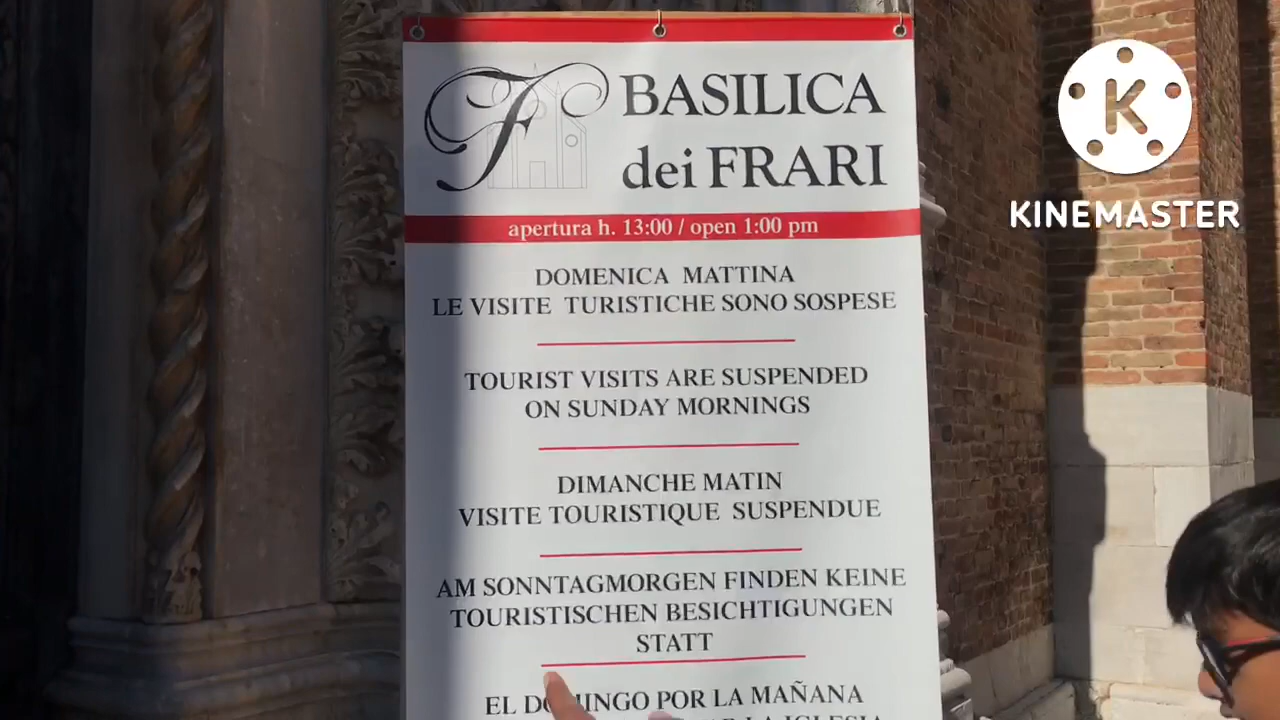 BASILICA
dei FRARI
apertura h. 13:00 / open 1:00 pm
DOMENICA MATTINA
LE VISITE TURISTICHE SONO SOSPESE
TOURIST VISITS ARE SUSPENDED
ON SUNDAY MORNINGS
DIMANCHE MATIN
VISITE TOURISTIQUE SUSPENDUE
AM SONNTAGMORGEN FINDEN KEINE
TOURISTISCHEN BESICHTIGUNGEN
STATT
EL DOMINGO POR LA MAÑANA
LA IGLESIA
K
KINEMASTER